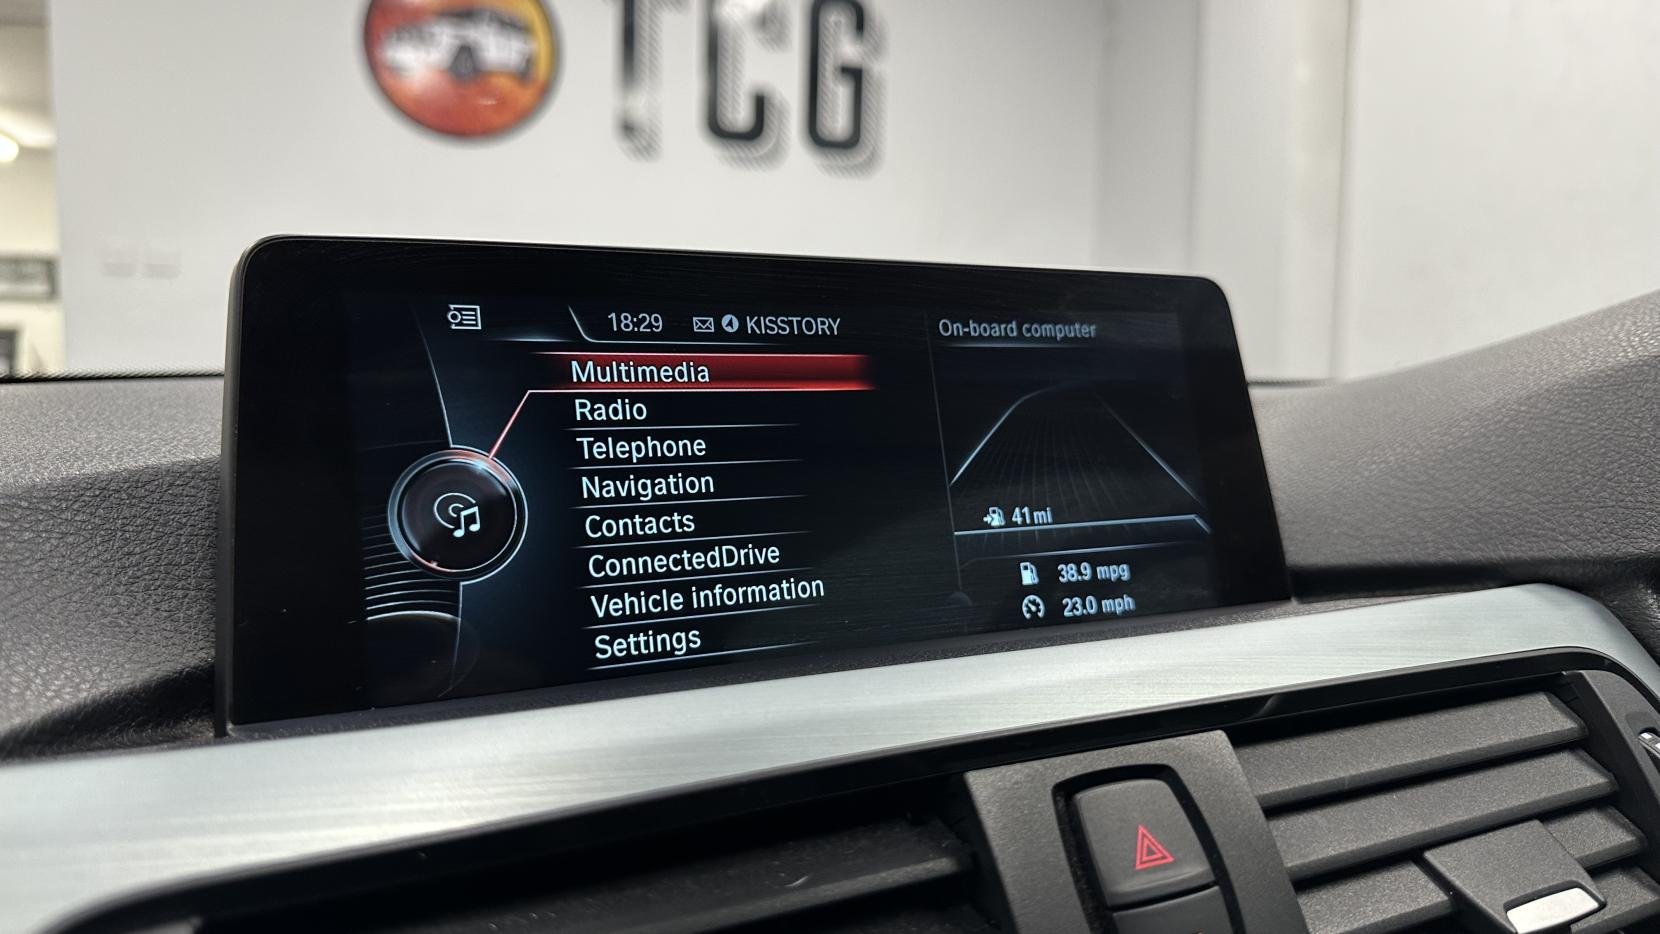 TCG
18:29 KISSTORY
On-board computer
Multimedia
Radio
Telephone
Navigation
Contacts
ConnectedDrive
Vehicle information
Settings
41 mi
38.9 mpg
23.0 mph